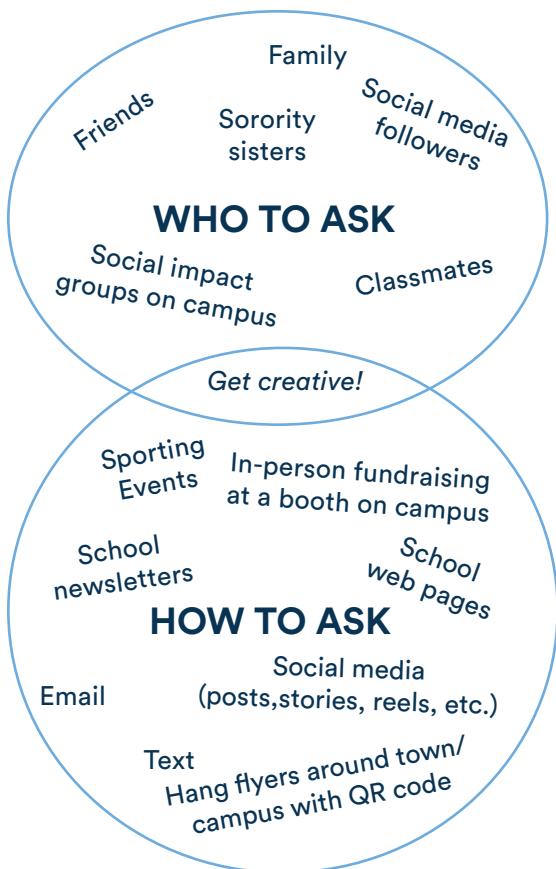 Family
Friends
Sorority
sisters
Social media
followers
WHO TO ASK
Social impact
groups on campus
Classmates
Get creative!
Sporting
Events
In-person fundraising
at a booth on campus
School
newsletters
School
web pages
HOW TO ASK
Email
Social media
(posts,stories, reels, etc.)
Text
Hang flyers around town/
campus with QR code